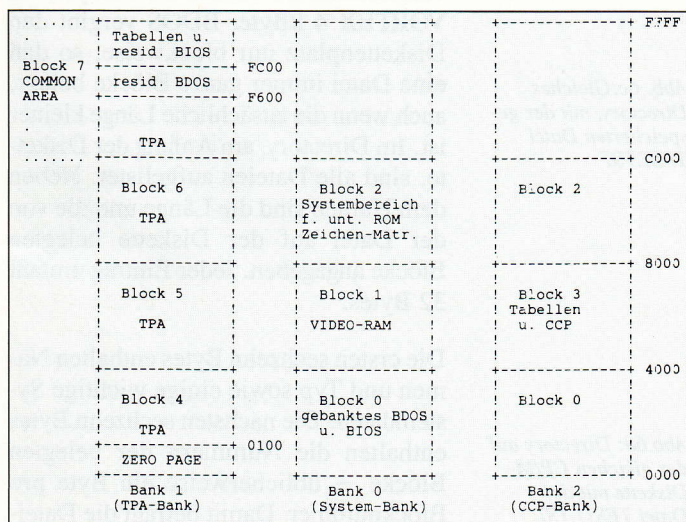 FFFF
Tabellen u.
resid. BIOS
Block 7
FC00
COMMON
resid. BDOS
AREA
F600
TPA
C000
Block 6
Block 2
Block 2
Systembereich
TPA
f. unt. ROM
Zeichen-Matr.
8000
Block 5
Block 1
Block 3
Tabellen
TPA
VIDEO-RAM
u. CCP
4000
Block 4
Block 0
Block 0
gebanktes BDOS
TPA
BIOS
0100
ZERO PAGE
0000
Bank 1
Bank 0
Bank 2
(TPA-Bank)
(System-Bank)
(CCP-Bank)